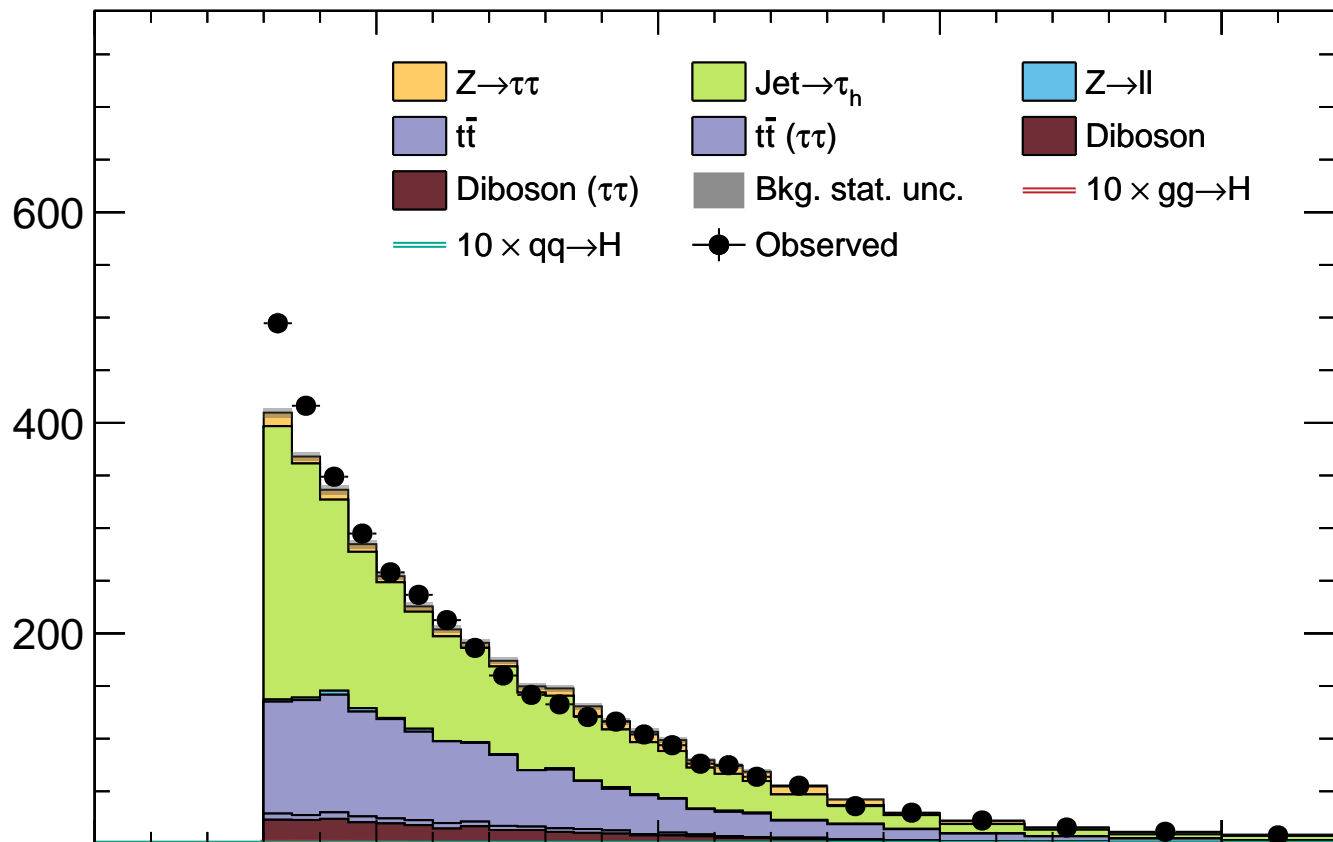 Z→ττ Jet→τh Z→ll
tt̄ tt̄ (ττ) Diboson
Diboson (ττ) Bkg. stat. unc. 10 × gg→H
10 × qq→H Observed
600
400
200